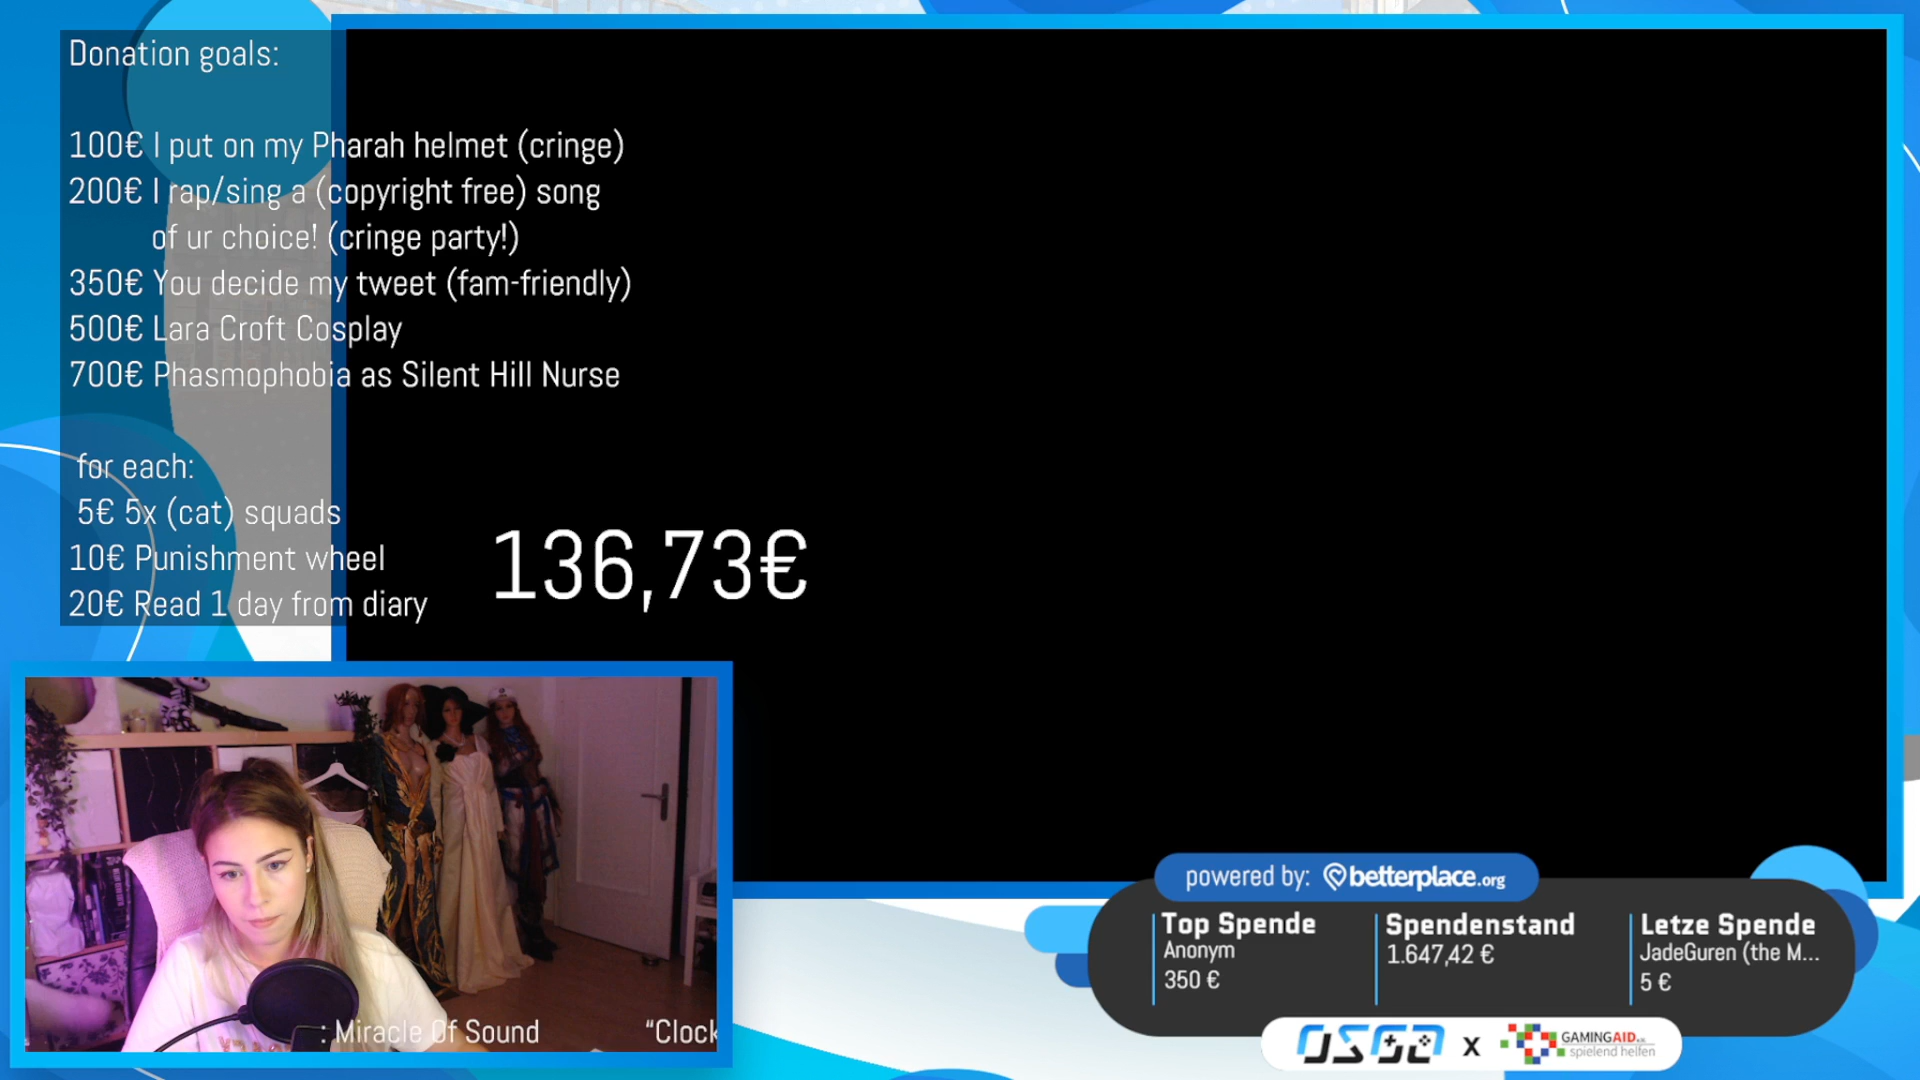 Donation goals:
100€ I put on my Pharah helmet (cringe)
200€ I rap/sing a (copyright free) song
of ur choice! (cringe party!)
350€ You decide my tweet (fam-friendly)
500€ Lara Croft Cosplay
700€ Phasmophobia as Silent Hill Nurse
for each:
5€ 5x (cat) squads
10€ Punishment wheel
20€ Read 1 day from diary
136,73€
: Miracle Of Sound “Clock
powered by: betterplace.org
Top Spende
Anonym
350 €
Spendenstand
1.647,42 €
Letze Spende
JadeGuren (the M...
5 €
x
GAMINGAID e.V.
spielend helfen